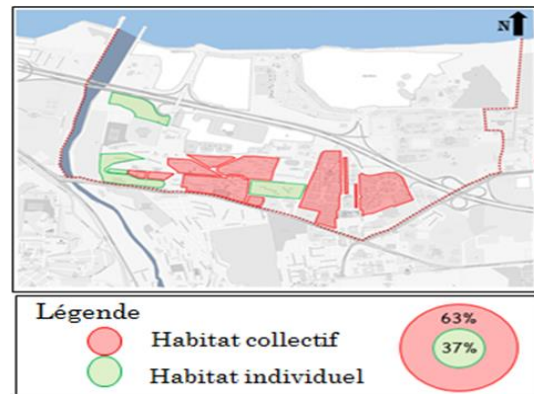 N
Légende
Habitat collectif
Habitat individuel
63%
37%